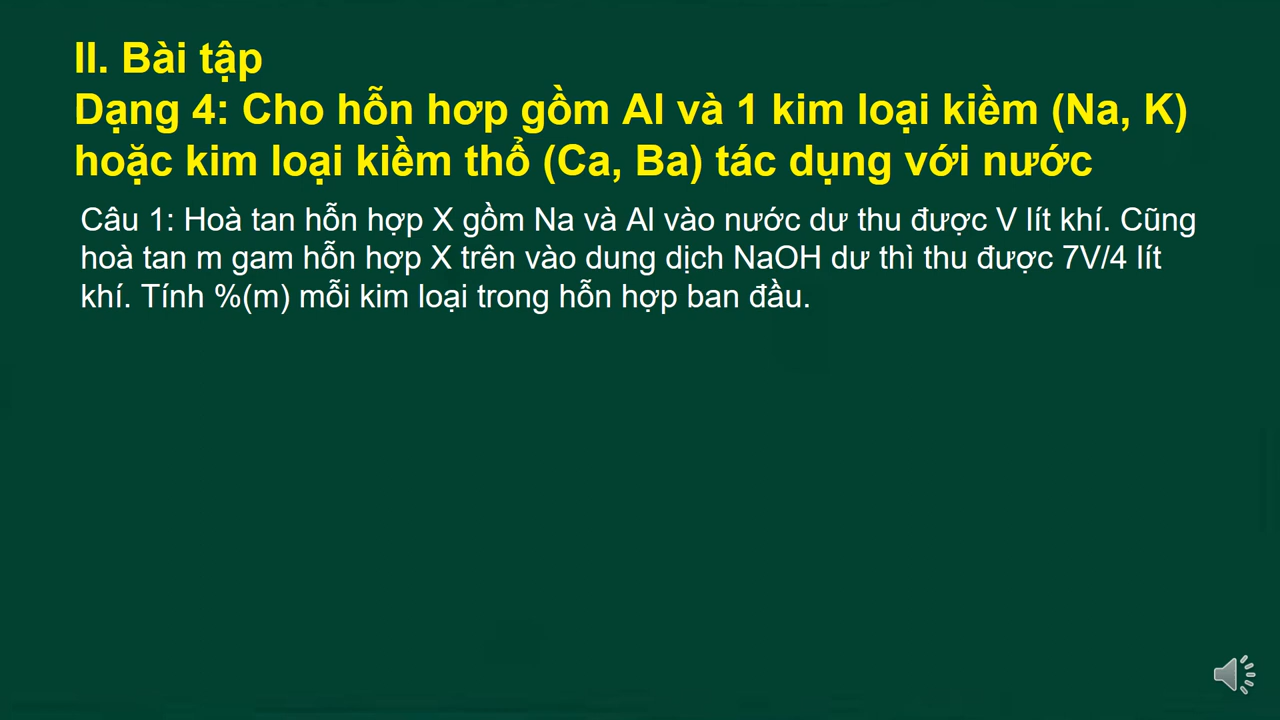 II. Bài tập
Dạng 4: Cho hỗn hơp gồm Al và 1 kim loại kiềm (Na, K)
hoặc kim loại kiềm thổ (Ca, Ba) tác dụng với nước
Câu 1: Hoà tan hỗn hợp X gồm Na và Al vào nước dư thu được V lít khí. Cũng
hoà tan m gam hỗn hợp X trên vào dung dịch NaOH dư thì thu được 7V/4 lít
khí. Tính %(m) mỗi kim loại trong hỗn hợp ban đầu.